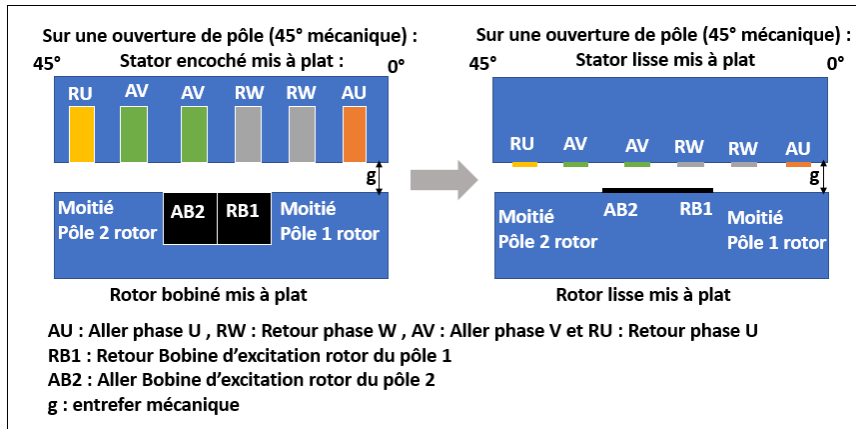 Sur une ouverture de pôle (45° mécanique) :
45° Stator encoché mis à plat : 0°
RU AV AV RW RW AU
g
Moitié
Pôle 2 rotor
AB2 RB1
Moitié
Pôle 1 rotor
Rotor bobiné mis à plat
Sur une ouverture de pôle (45° mécanique) :
45° Stator lisse mis à plat 0°
RU AV AV RW RW AU
g
Moitié
Pôle 2 rotor
AB2 RB1
Moitié
Pôle 1 rotor
Rotor lisse mis à plat
AU : Aller phase U , RW : Retour phase W , AV : Aller phase V et RU : Retour phase U
RB1 : Retour Bobine d’excitation rotor du pôle 1
AB2: Aller Bobine d’excitation rotor du pôle 2
g : entrefer mécanique